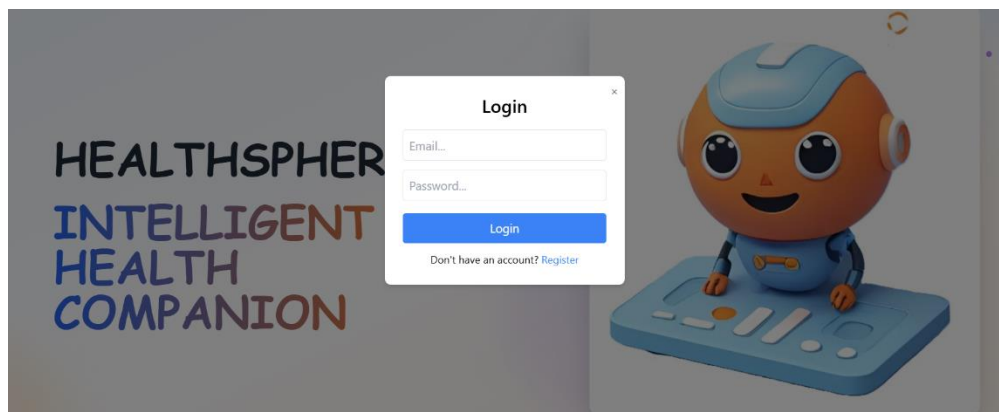 HEALTHSPHER
INTELLIGENT
HEALTH
COMPANION
×
Login
Email...
Password...
Login
Don't have an account? Register